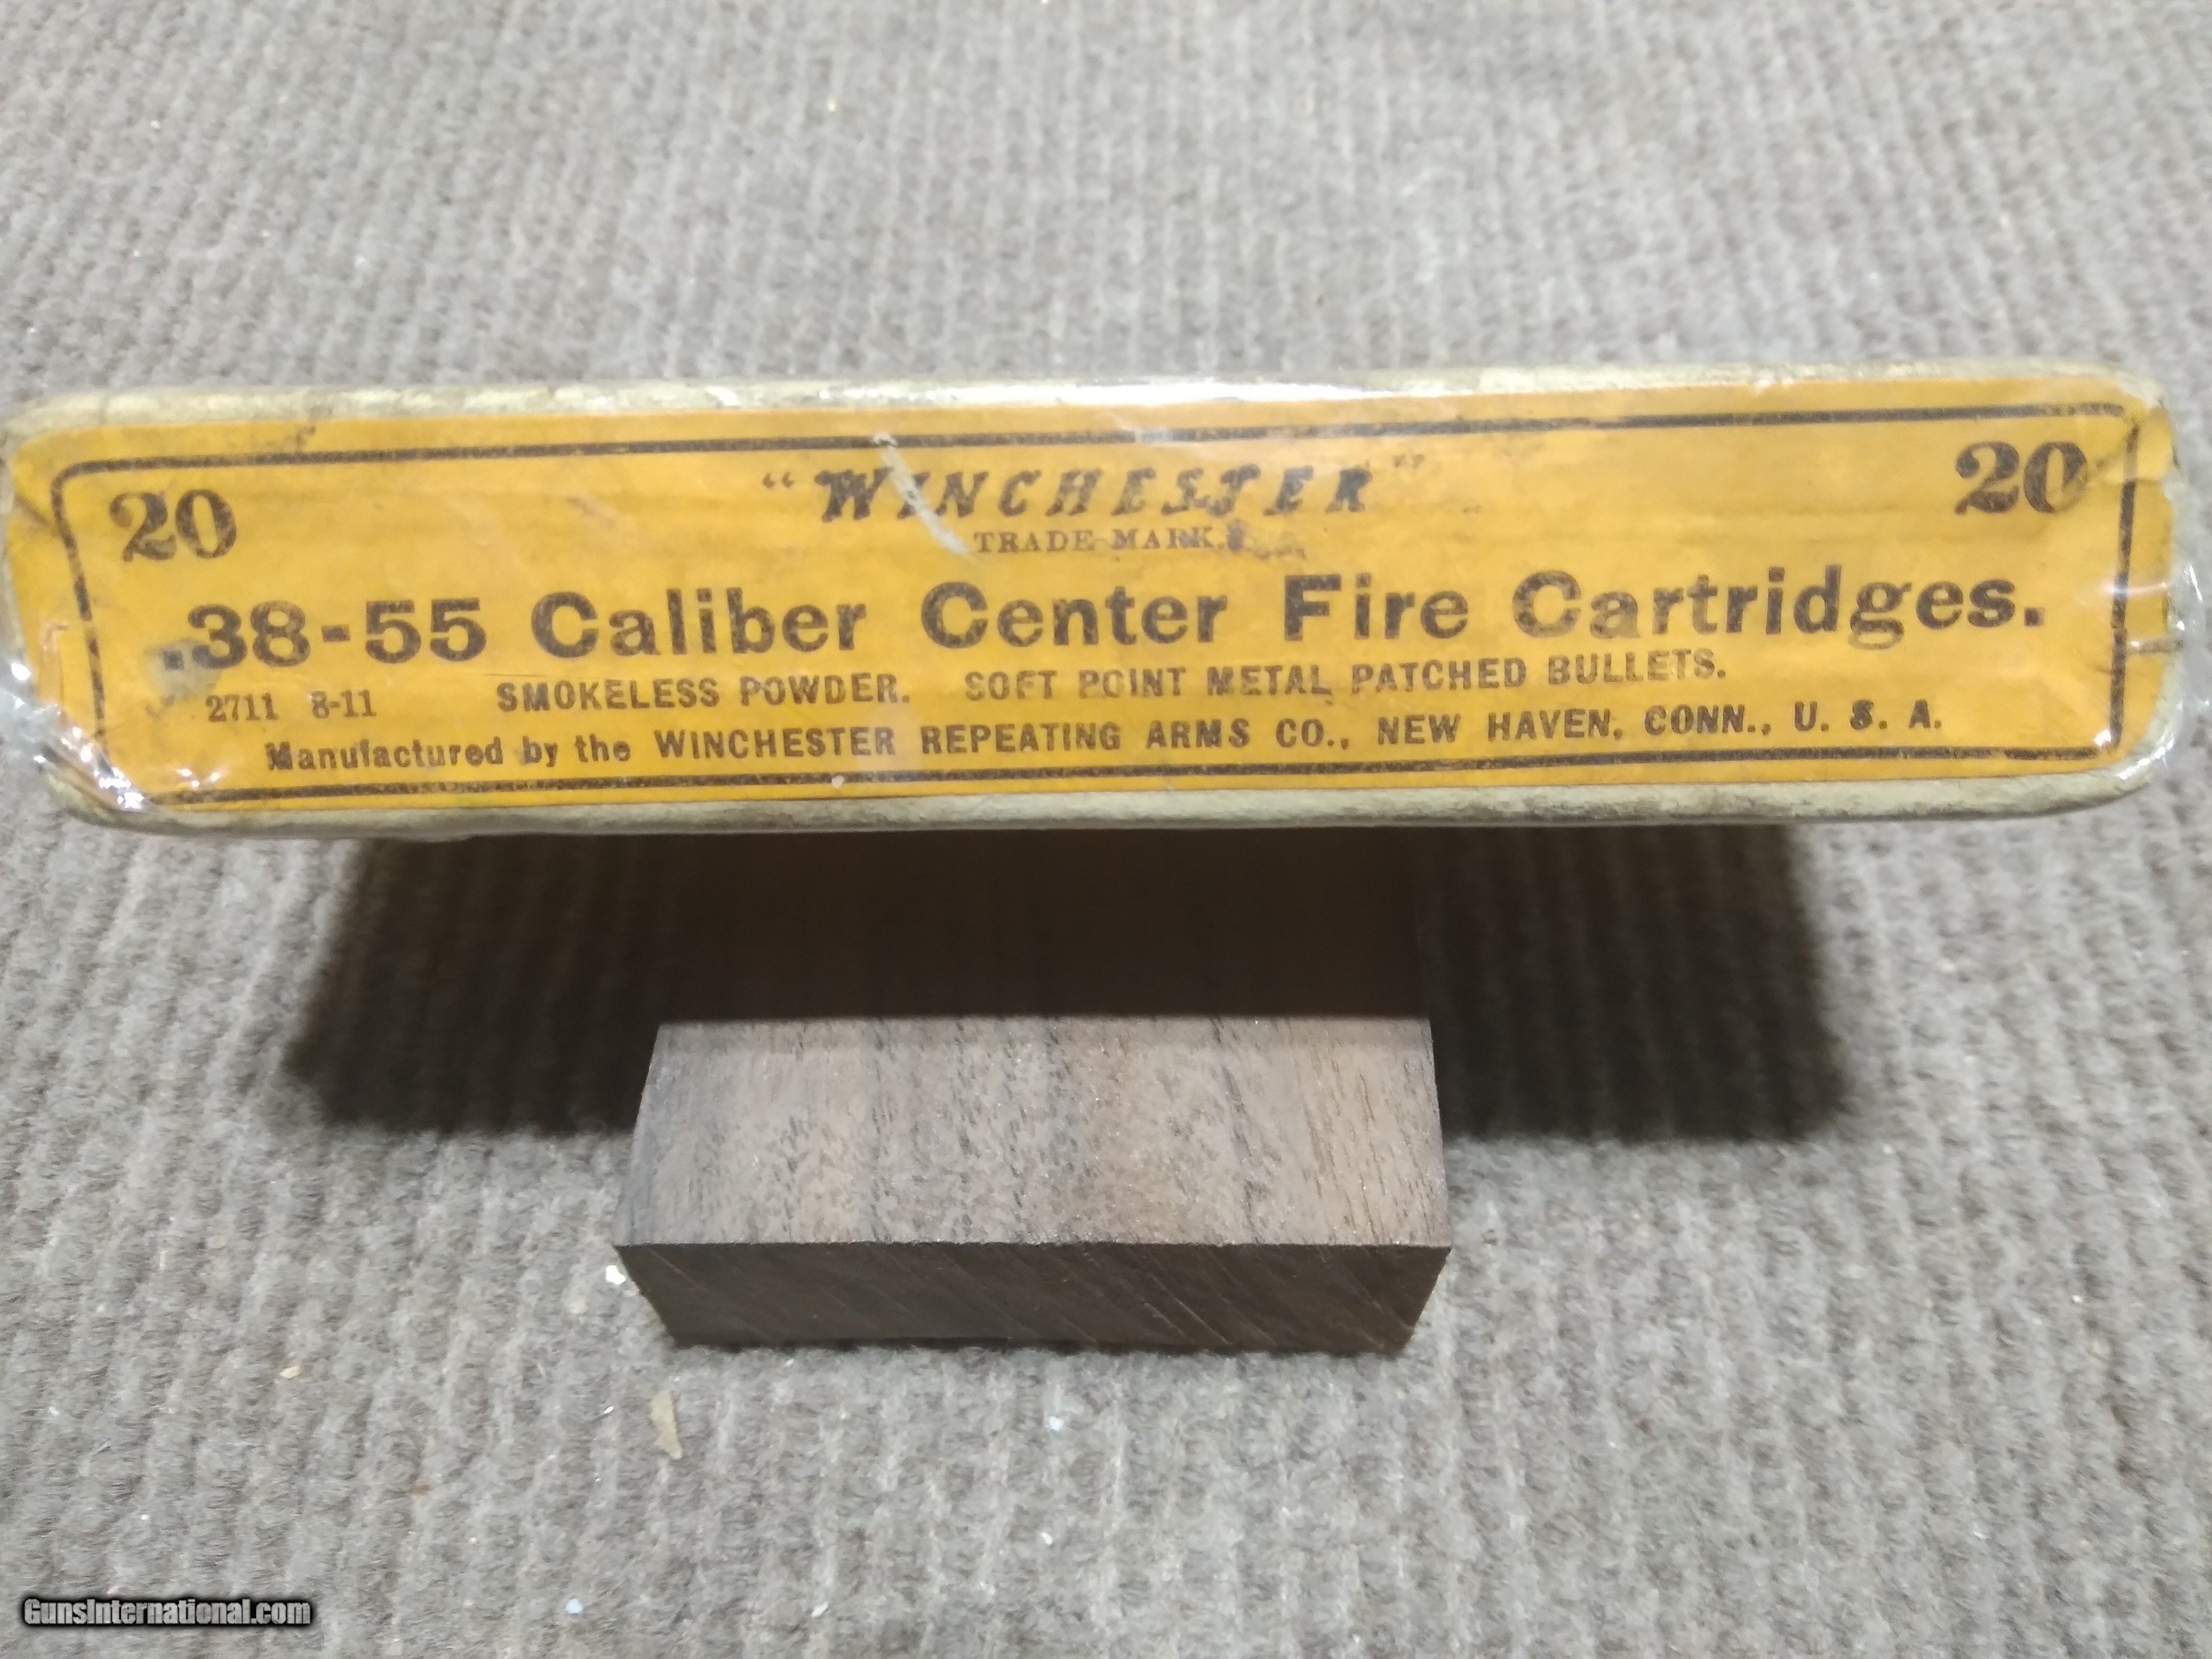 20 "WINCHESTER" 20
TRADE-MARK.
.38-55 Caliber Center Fire Cartridges.
2711 8-11 SMOKELESS POWDER. SOFT POINT METAL PATCHED BULLETS.
Manufactured by the WINCHESTER REPEATING ARMS CO., NEW HAVEN, CONN., U. S. A.
GunsInternational.com